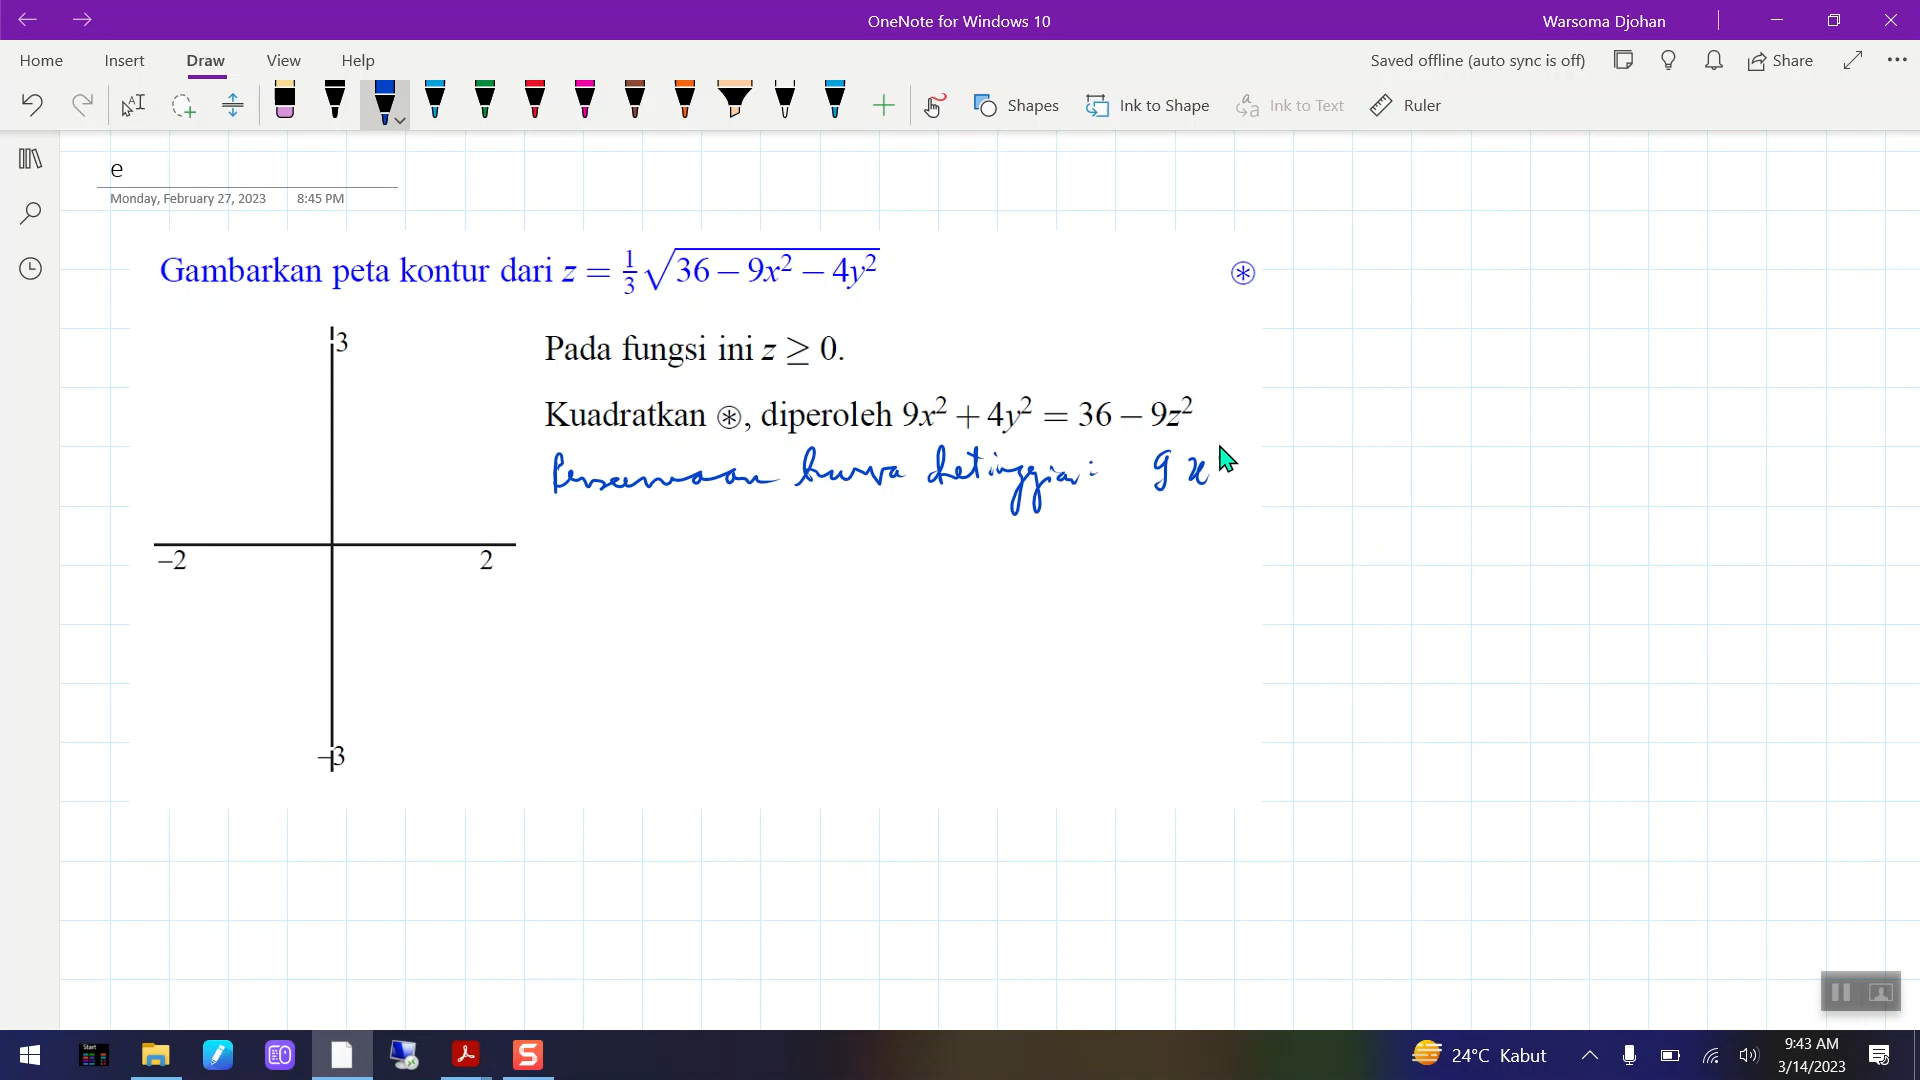 OneNote for Windows 10
Warsoma Djohan
Home Insert Draw View Help
Saved offline (auto sync is off) Share
Shapes Ink to Shape Ink to Text Ruler
e
Monday, February 27, 2023 8:45 PM
Gambarkan peta kontur dari z = 1/3 √(36 – 9x² – 4y²) ⊛
3
Pada fungsi ini z ≥ 0.
Kuadratkan ⊛, diperoleh 9x² + 4y² = 36 – 9z²
Persamaan kurva ketinggian: 9x
–2 2
–3
Start
24°C Kabut
9:43 AM
3/14/2023